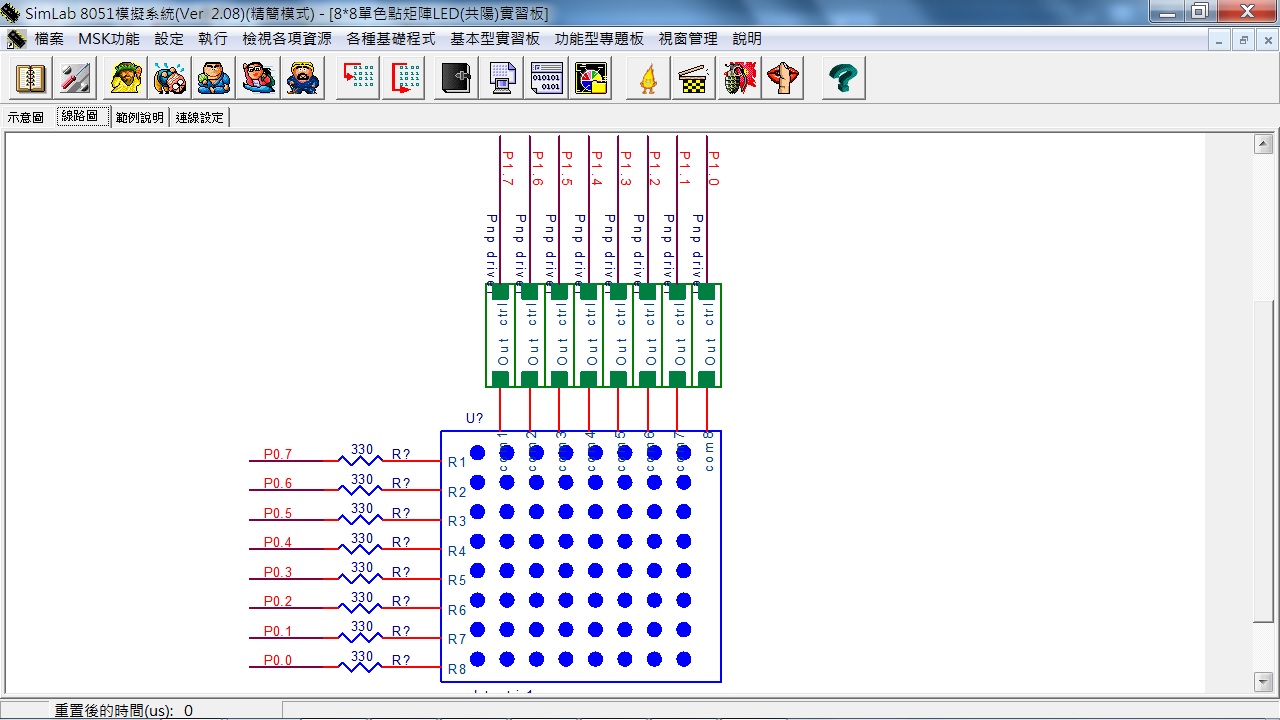 SimLab 8051模擬系統(Ver 2.08)(精簡模式) - [8*8單色點矩陣LED(共陽)實習板]
檔案 MSK功能 設定 執行 檢視各項資源 各種基礎程式 基本型實習板 功能型專題板 視窗管理 說明
示意圖 線路圖 範例說明 連線設定
P1.7 P1.6 P1.5 P1.4 P1.3 P1.2 P1.1 P1.0
Pnp driver Pnp driver Pnp driver Pnp driver Pnp driver Pnp driver Pnp driver Pnp driver
Out ctrl Out ctrl Out ctrl Out ctrl Out ctrl Out ctrl Out ctrl Out ctrl
U?
com1 com2 com3 com4 com5 com6 com7 com8
P0.7 330 R? R1
P0.6 330 R? R2
P0.5 330 R? R3
P0.4 330 R? R4
P0.3 330 R? R5
P0.2 330 R? R6
P0.1 330 R? R7
P0.0 330 R? R8
重置後的時間(us): 0